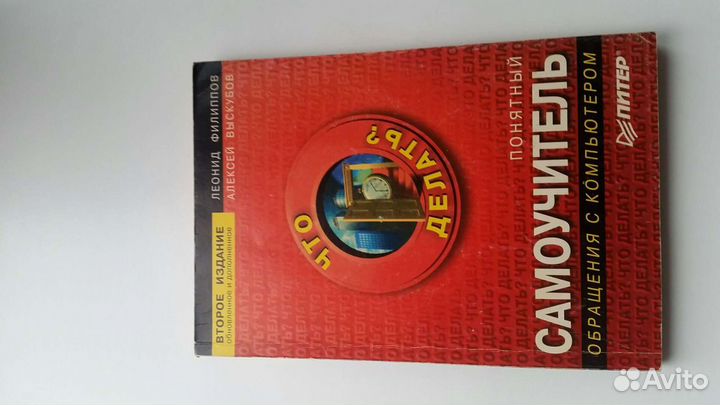 ВТОРОЕ ИЗДАНИЕ
обновленное и дополненное
ЛЕОНИД ФИЛИППОВ
АЛЕКСЕЙ ВЫСКУБОВ
ЧТО
ДЕЛАТЬ?
ПОНЯТНЫЙ
САМОУЧИТЕЛЬ
ОБРАЩЕНИЯ С КОМПЬЮТЕРОМ
ПИТЕР®
Avito